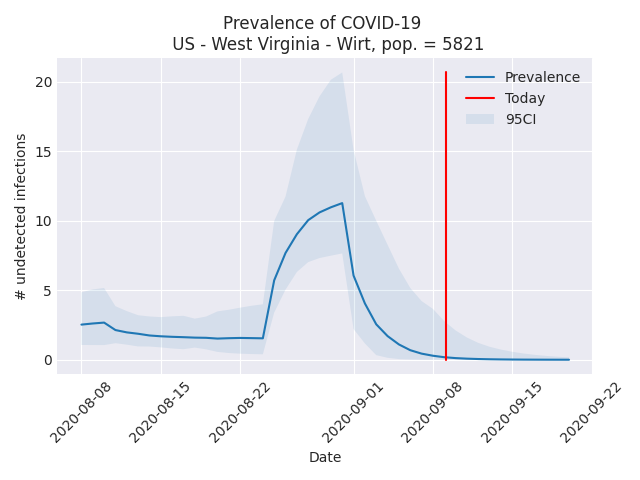 Prevalence of COVID-19
US - West Virginia - Wirt, pop. = 5821
Prevalence
Today
95CI
# undetected infections
20
15
10
5
0
2020-08-08
2020-08-15
2020-08-22
2020-09-01
2020-09-08
2020-09-15
2020-09-22
Date